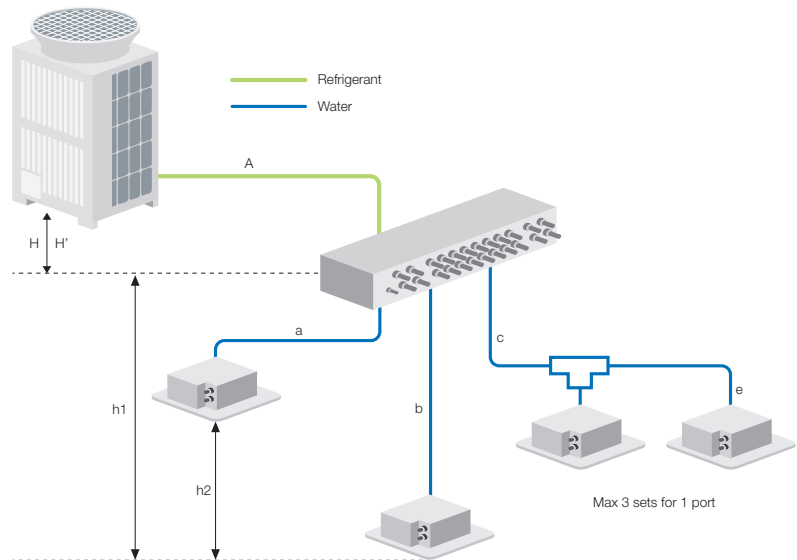 Refrigerant
Water
A
H H’
a
c
h1
b
e
h2
Max 3 sets for 1 port